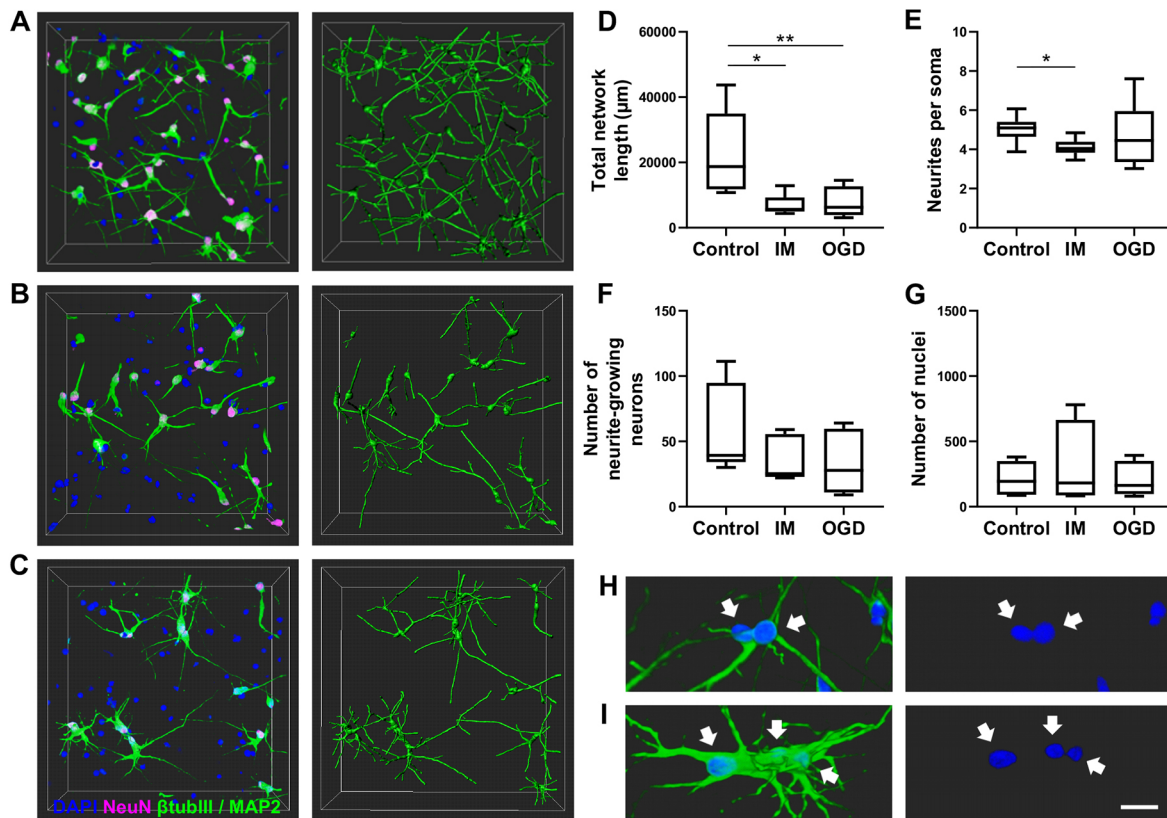 A
B
C
DAPI NeuN βtubIII / MAP2
D
Total network
length (µm)
60000
40000
20000
0
**
*
Control IM OGD
E
Neurites per soma
10
8
6
4
2
0
*
Control IM OGD
F
Number of
neurite-growing
neurons
150
100
50
0
Control IM OGD
G
Number of nuclei
1500
1000
500
0
Control IM OGD
H
I